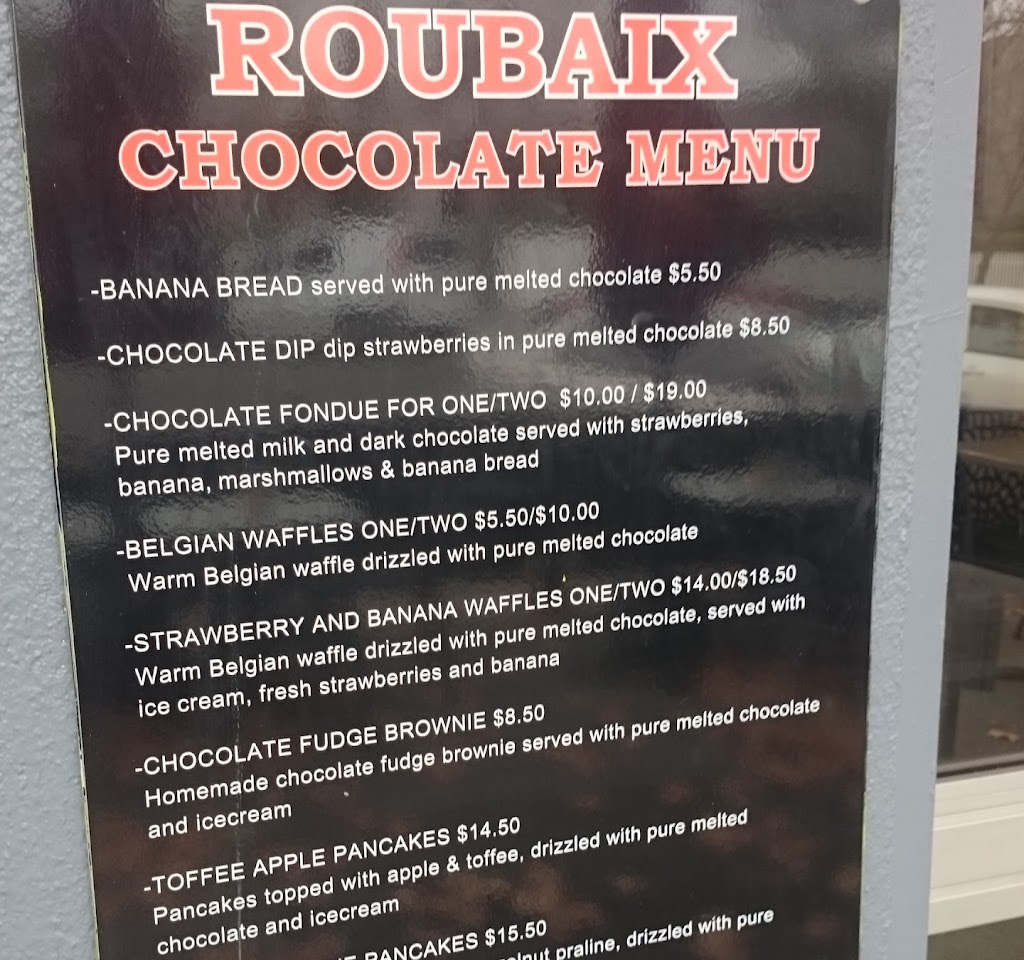 ROUBAIX
CHOCOLATE MENU
-BANANA BREAD served with pure melted chocolate $5.50
-CHOCOLATE DIP dip strawberries in pure melted chocolate $8.50
-CHOCOLATE FONDUE FOR ONE/TWO $10.00 / $19.00
Pure melted milk and dark chocolate served with strawberries,
banana, marshmallows & banana bread
-BELGIAN WAFFLES ONE/TWO $5.50/$10.00
Warm Belgian waffle drizzled with pure melted chocolate
-STRAWBERRY AND BANANA WAFFLES ONE/TWO $14.00/$18.50
Warm Belgian waffle drizzled with pure melted chocolate, served with
ice cream, fresh strawberries and banana
-CHOCOLATE FUDGE BROWNIE $8.50
Homemade chocolate fudge brownie served with pure melted chocolate
and icecream
-TOFFEE APPLE PANCAKES $14.50
Pancakes topped with apple & toffee, drizzled with pure melted
chocolate and icecream
PANCAKES $15.50
praline, drizzled with pure